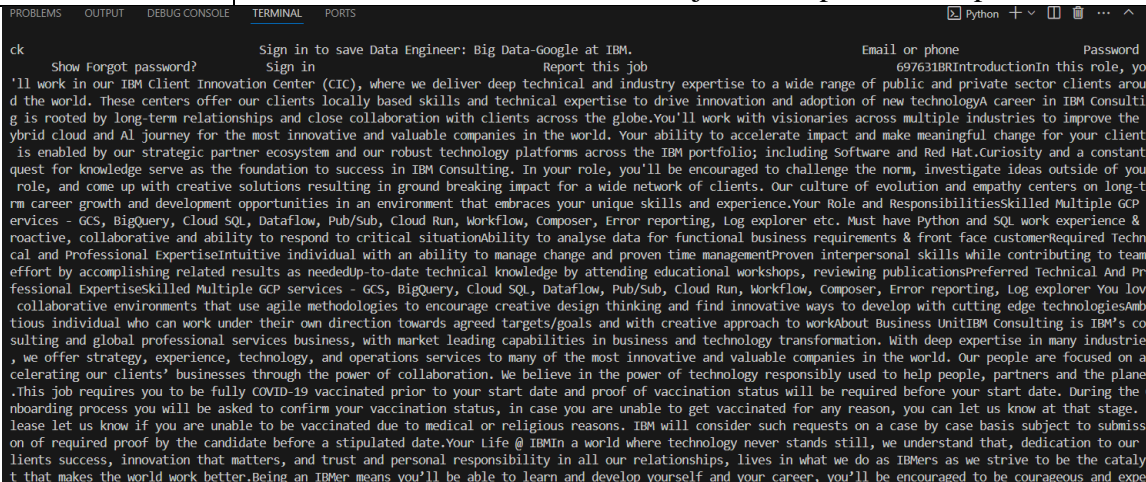 PROBLEMS OUTPUT DEBUG CONSOLE TERMINAL PORTS Python
ck Sign in to save Data Engineer: Big Data-Google at IBM. Email or phone Password
Show Forgot password? Sign in Report this job 697631BRIntroductionIn this role, yo
'll work in our IBM Client Innovation Center (CIC), where we deliver deep technical and industry expertise to a wide range of public and private sector clients arou
d the world. These centers offer our clients locally based skills and technical expertise to drive innovation and adoption of new technologyA career in IBM Consulti
g is rooted by long-term relationships and close collaboration with clients across the globe.You'll work with visionaries across multiple industries to improve the
ybrid cloud and Al journey for the most innovative and valuable companies in the world. Your ability to accelerate impact and make meaningful change for your client
is enabled by our strategic partner ecosystem and our robust technology platforms across the IBM portfolio; including Software and Red Hat.Curiosity and a constant
quest for knowledge serve as the foundation to success in IBM Consulting. In your role, you'll be encouraged to challenge the norm, investigate ideas outside of you
role, and come up with creative solutions resulting in ground breaking impact for a wide network of clients. Our culture of evolution and empathy centers on long-t
rm career growth and development opportunities in an environment that embraces your unique skills and experience.Your Role and ResponsibilitiesSkilled Multiple GCP
ervices - GCS, BigQuery, Cloud SQL, Dataflow, Pub/Sub, Cloud Run, Workflow, Composer, Error reporting, Log explorer etc. Must have Python and SQL work experience &
roactive, collaborative and ability to respond to critical situationAbility to analyse data for functional business requirements & front face customerRequired Techn
cal and Professional ExpertiseIntuitive individual with an ability to manage change and proven time managementProven interpersonal skills while contributing to team
effort by accomplishing related results as neededUp-to-date technical knowledge by attending educational workshops, reviewing publicationsPreferred Technical And Pr
fessional ExpertiseSkilled Multiple GCP services - GCS, BigQuery, Cloud SQL, Dataflow, Pub/Sub, Cloud Run, Workflow, Composer, Error reporting, Log explorer You lov
collaborative environments that use agile methodologies to encourage creative design thinking and find innovative ways to develop with cutting edge technologiesAmb
tious individual who can work under their own direction towards agreed targets/goals and with creative approach to workAbout Business UnitIBM Consulting is IBM's co
sulting and global professional services business, with market leading capabilities in business and technology transformation. With deep expertise in many industrie
, we offer strategy, experience, technology, and operations services to many of the most innovative and valuable companies in the world. Our people are focused on a
celerating our clients' businesses through the power of collaboration. We believe in the power of technology responsibly used to help people, partners and the plane
.This job requires you to be fully COVID-19 vaccinated prior to your start date and proof of vaccination status will be required before your start date. During the
nboarding process you will be asked to confirm your vaccination status, in case you are unable to get vaccinated for any reason, you can let us know at that stage.
lease let us know if you are unable to be vaccinated due to medical or religious reasons. IBM will consider such requests on a case by case basis subject to submiss
on of required proof by the candidate before a stipulated date.Your Life @ IBMIn a world where technology never stands still, we understand that, dedication to our
lients success, innovation that matters, and trust and personal responsibility in all our relationships, lives in what we do as IBMers as we strive to be the cataly
t that makes the world work better.Being an IBMer means you'll be able to learn and develop yourself and your career, you'll be encouraged to be courageous and expe